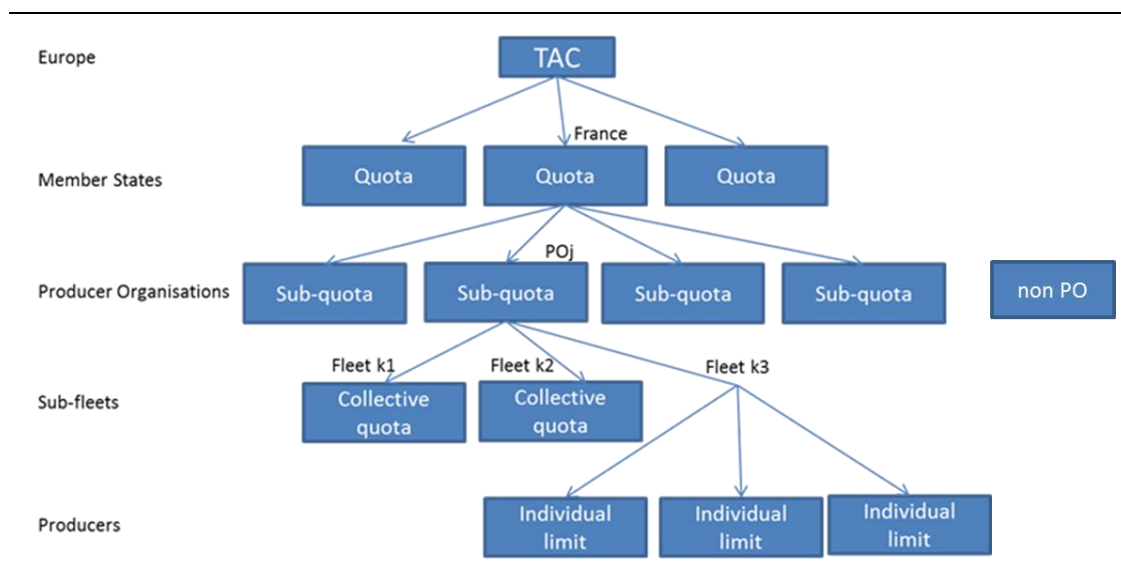 Europe
TAC
France
Member States
Quota
Quota
Quota
POj
Producer Organisations
Sub-quota
Sub-quota
Sub-quota
Sub-quota
non PO
Fleet k1
Fleet k2
Fleet k3
Sub-fleets
Collective
quota
Collective
quota
Producers
Individual
limit
Individual
limit
Individual
limit